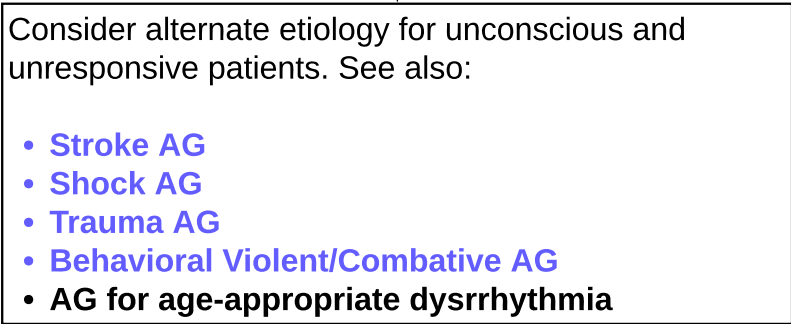 Consider alternate etiology for unconscious and
unresponsive patients. See also:
• Stroke AG
• Shock AG
• Trauma AG
• Behavioral Violent/Combative AG
• AG for age-appropriate dysrrhythmia